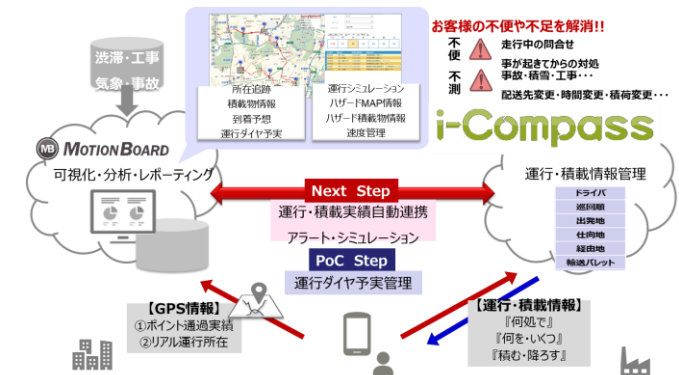 お客様の不便や不足を解消!!
不便
走行中の問合せ
事が起きてからの対処
不測
事故・積雪・工事・・・
配送先変更・時間変更・積荷変更・・・
渋滞・工事
気象・事故
所在追跡
積載物情報
到着予想
運行ダイヤ予実
運行シミュレーション
ハザードMAP情報
ハザード積載物情報
速度管理
i-Compass
MB MOTIONBOARD
可視化・分析・レポーティング
運行・積載情報管理
ドライバ
巡回順
出発地
仕向地
経由地
輸送パレット
Next Step
運行・積載実績自動連携
アラート・シミュレーション
PoC Step
運行ダイヤ予実管理
【GPS情報】
①ポイント通過実績
②リアル運行所在
【運行・積載情報】
『何処で』
『何を・いくつ』
『積む・降ろす』